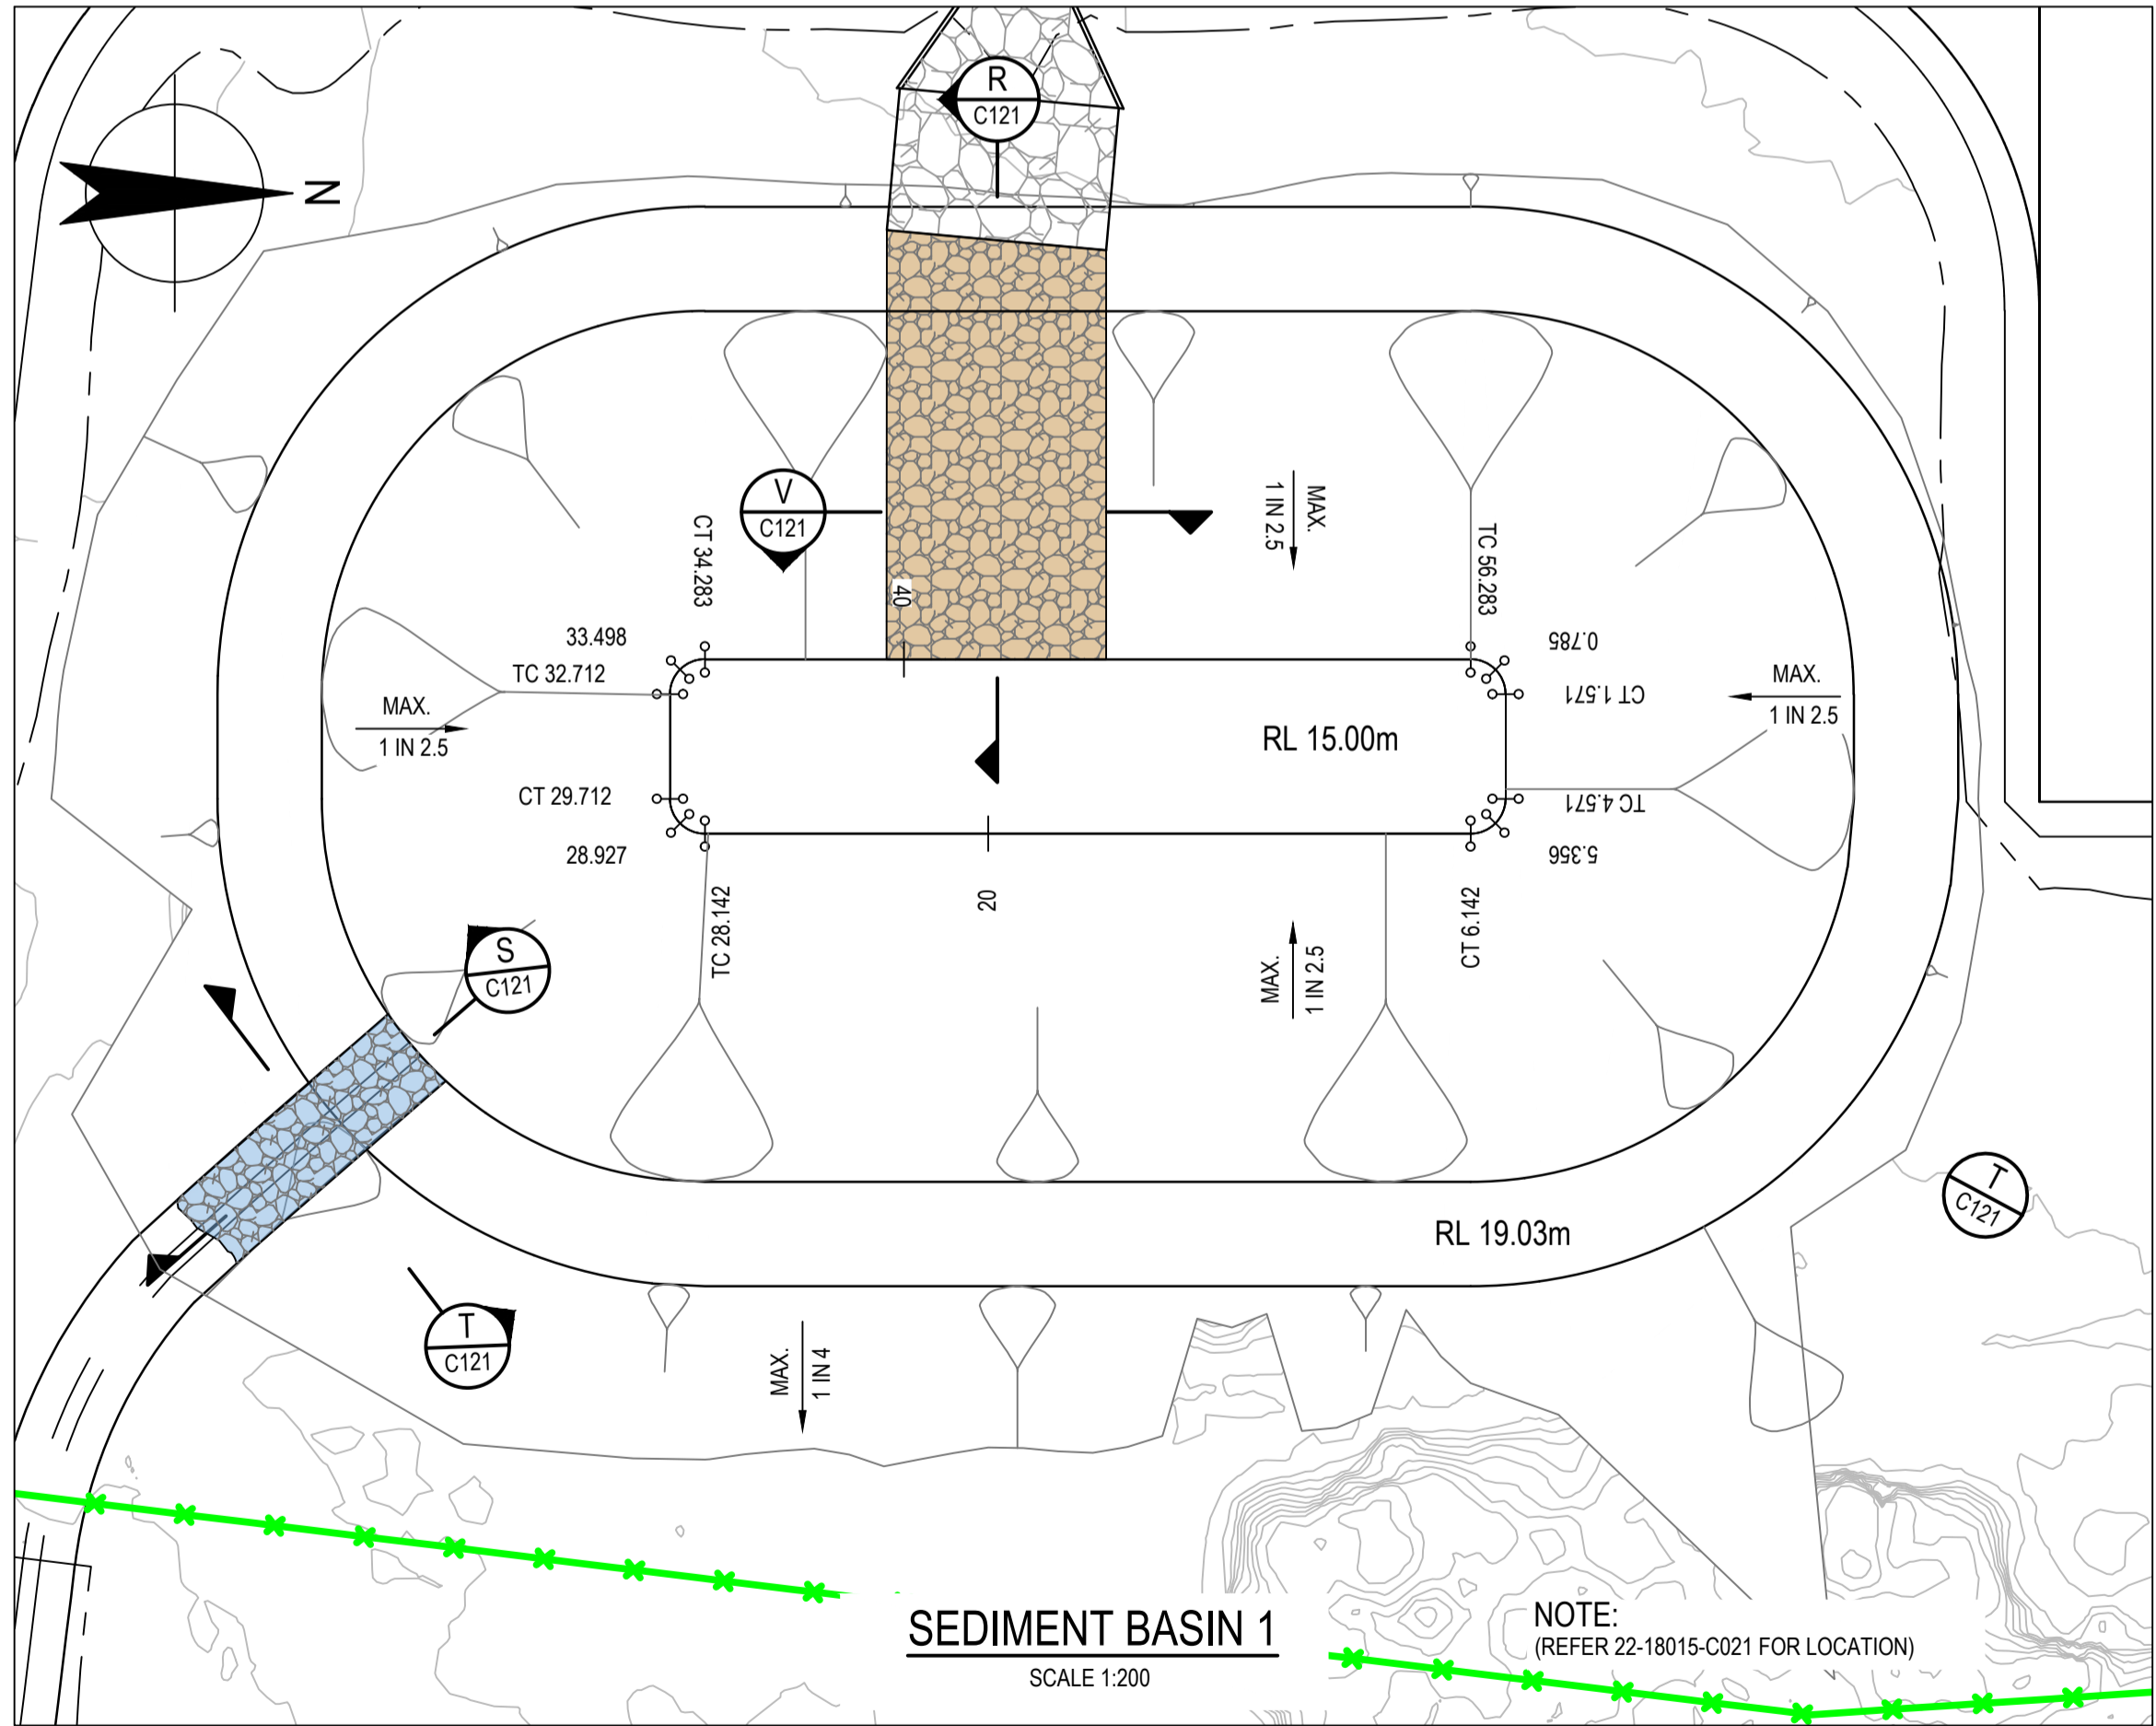 R
C121
N
V
C121
CT 34.283
MAX.
1 IN 2.5
TC 56.283
40
33.498
TC 32.712
0.785
CT 1.571
MAX.
1 IN 2.5
MAX.
1 IN 2.5
RL 15.00m
CT 29.712
28.927
TC 4.571
5.356
TC 28.142
20
CT 6.142
MAX.
1 IN 2.5
S
C121
T
C121
RL 19.03m
T
C121
MAX.
1 IN 4
SEDIMENT BASIN 1
SCALE 1:200
NOTE:
(REFER 22-18015-C021 FOR LOCATION)